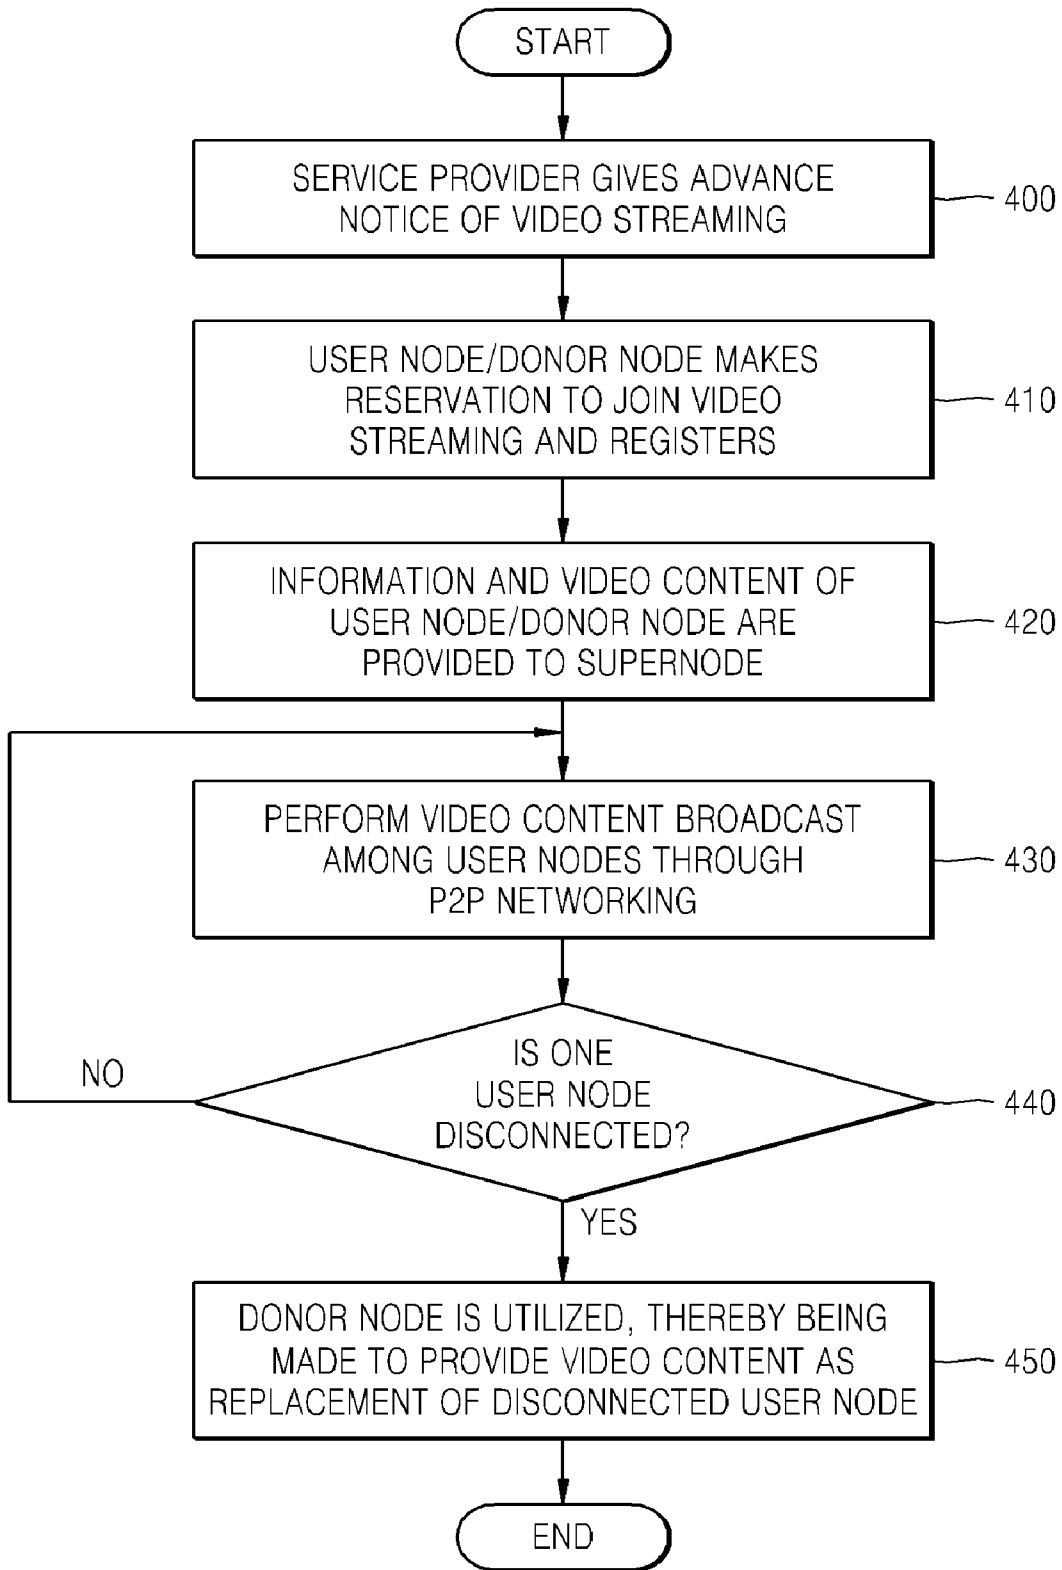 START
SERVICE PROVIDER GIVES ADVANCE
NOTICE OF VIDEO STREAMING
400
USER NODE/DONOR NODE MAKES
RESERVATION TO JOIN VIDEO
STREAMING AND REGISTERS
410
INFORMATION AND VIDEO CONTENT OF
USER NODE/DONOR NODE ARE
PROVIDED TO SUPERNODE
420
PERFORM VIDEO CONTENT BROADCAST
AMONG USER NODES THROUGH
P2P NETWORKING
430
IS ONE
USER NODE
DISCONNECTED?
NO
440
YES
DONOR NODE IS UTILIZED, THEREBY BEING
MADE TO PROVIDE VIDEO CONTENT AS
REPLACEMENT OF DISCONNECTED USER NODE
450
END